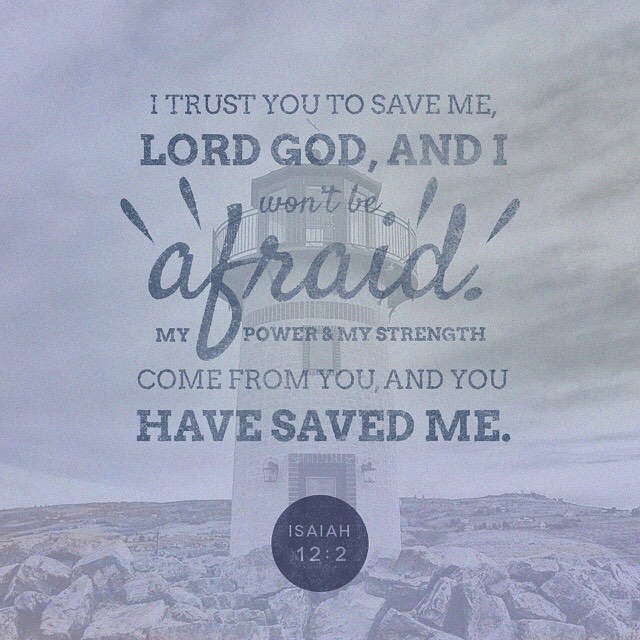 I TRUST YOU TO SAVE ME,
LORD GOD, AND I
won't be
afraid.
MY POWER & MY STRENGTH
COME FROM YOU, AND YOU
HAVE SAVED ME.
ISAIAH
12:2